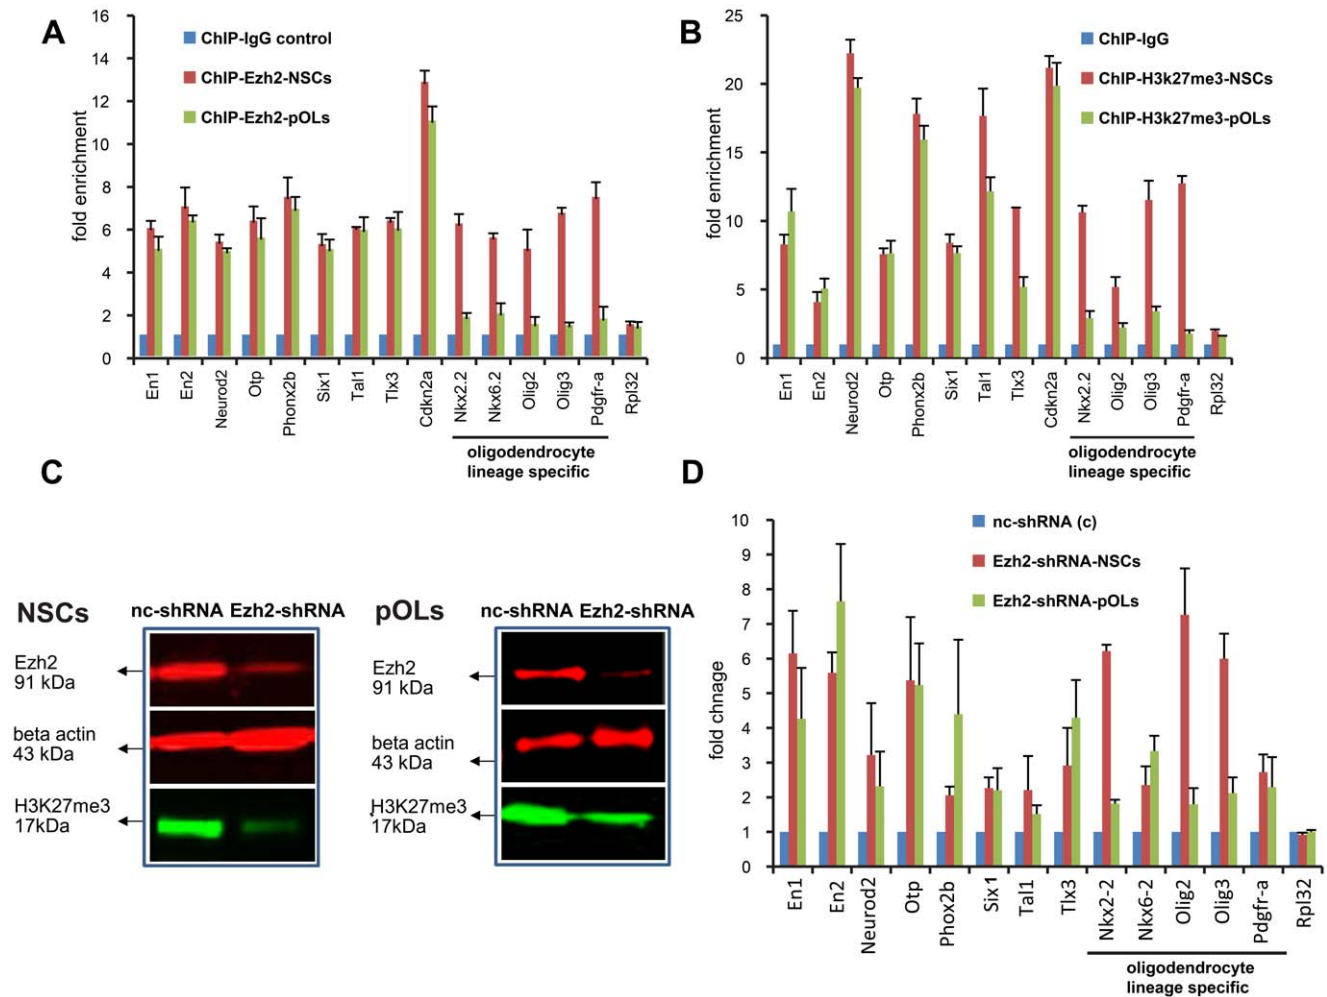 A
fold enrichment
16
14
12
10
8
6
4
2
0
ChIP-IgG control
ChIP-Ezh2-NSCs
ChIP-Ezh2-pOLs
En1
En2
Neurod2
Otp
Phonx2b
Six1
Tal1
Tlx3
Cdkn2a
Nkx2.2
Nkx6.2
Olig2
Olig3
Pdgfr-a
Rpl32
oligodendrocyte
lineage specific
B
fold enrichment
25
20
15
10
5
0
ChIP-IgG
ChIP-H3k27me3-NSCs
ChIP-H3k27me3-pOLs
En1
En2
Neurod2
Otp
Phonx2b
Six1
Tal1
Tlx3
Cdkn2a
Nkx2.2
Olig2
Olig3
Pdgfr-a
Rpl32
oligodendrocyte
lineage specific
C
NSCs
nc-shRNA Ezh2-shRNA
Ezh2
91 kDa
beta actin
43 kDa
H3K27me3
17kDa
pOLs
nc-shRNA Ezh2-shRNA
Ezh2
91 kDa
beta actin
43 kDa
H3K27me3
17kDa
D
fold chnage
10
9
8
7
6
5
4
3
2
1
0
nc-shRNA (c)
Ezh2-shRNA-NSCs
Ezh2-shRNA-pOLs
En1
En2
Neurod2
Otp
Phox2b
Six1
Tal1
Tlx3
Nkx2-2
Nkx6-2
Olig2
Olig3
Pdgfr-a
Rpl32
oligodendrocyte
lineage specific